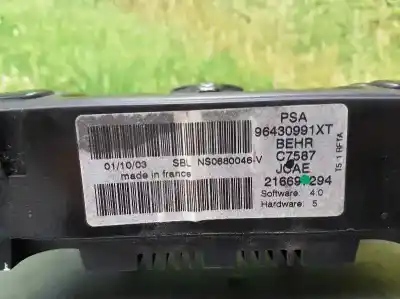 PSA
96430991XT
BEHR
C7587
JCAE
01/10/03 SBL NS0680046-V
made in france
Software: 4.0
Hardware: 5